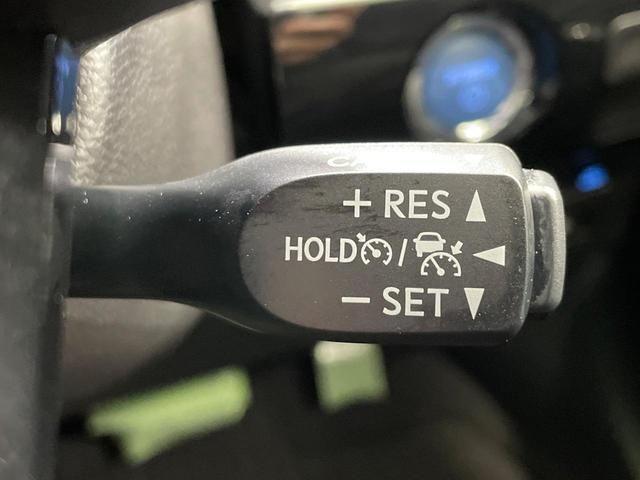 + RES
HOLD /
− SET